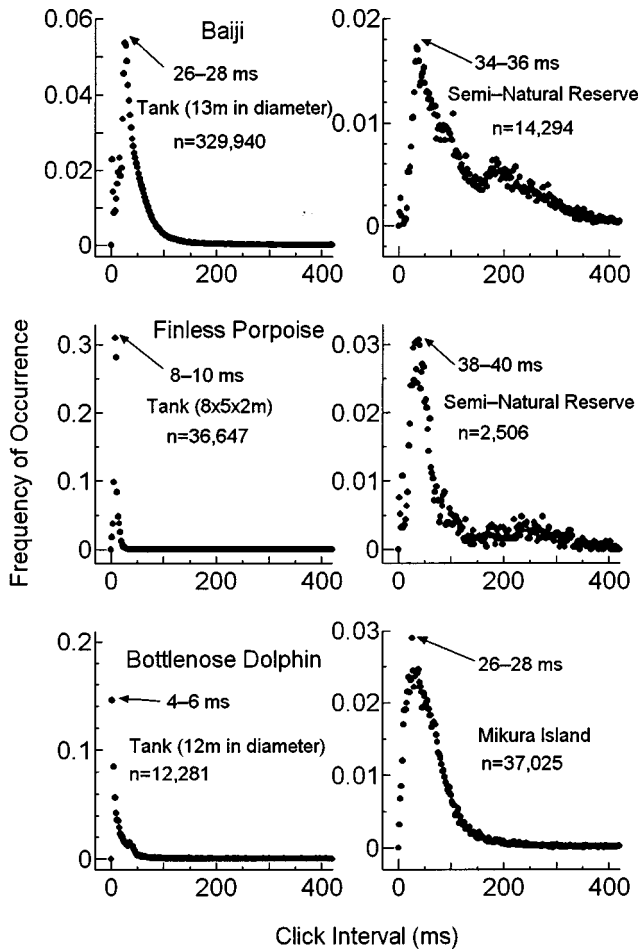 0.06
0.04
0.02
0
Baiji
26–28 ms
Tank (13m in diameter)
n=329,940
0
200
400
0.02
0.01
0
34–36 ms
Semi–Natural Reserve
n=14,294
0
200
400
Frequency of Occurrence
0.3
0.2
0.1
0
Finless Porpoise
8–10 ms
Tank (8x5x2m)
n=36,647
0
200
400
0.03
0.02
0.01
0
38–40 ms
Semi–Natural Reserve
n=2,506
0
200
400
0.2
0.1
0
Bottlenose Dolphin
4–6 ms
Tank (12m in diameter)
n=12,281
0
200
400
0.03
0.02
0.01
0
26–28 ms
Mikura Island
n=37,025
0
200
400
Click Interval (ms)